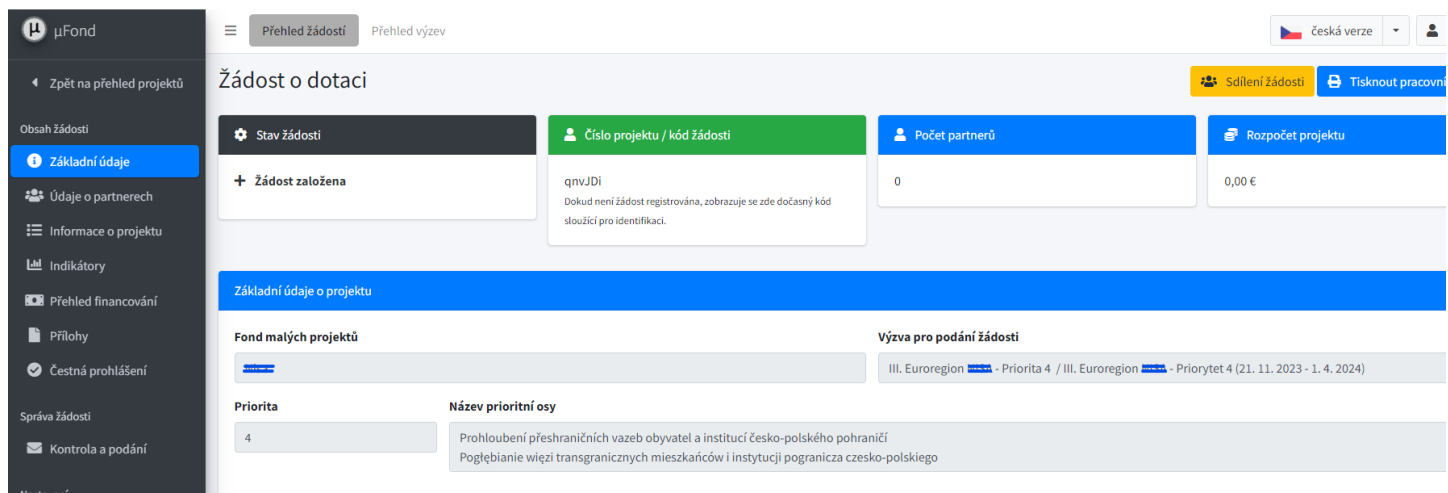 µ µFond
Přehled žádostí Přehled výzev
česká verze
Zpět na přehled projektů
Obsah žádosti
Základní údaje
Údaje o partnerech
Informace o projektu
Indikátory
Přehled financování
Přílohy
Čestná prohlášení
Správa žádosti
Kontrola a podání
Žádost o dotaci
Sdílení žádosti Tisknout pracovní
Stav žádosti
Žádost založena
Číslo projektu / kód žádosti
qnvJDi
Dokud není žádost registrována, zobrazuje se zde dočasný kód
sloužící pro identifikaci.
Počet partnerů
0
Rozpočet projektu
0,00 €
Základní údaje o projektu
Fond malých projektů
Výzva pro podání žádosti
III. Euroregion - Priorita 4 / III. Euroregion - Priorytet 4 (21. 11. 2023 - 1. 4. 2024)
Priorita
4
Název prioritní osy
Prohloubení přeshraničních vazeb obyvatel a institucí česko-polského pohraničí
Pogłębianie więzi transgranicznych mieszkańców i instytucji pogranicza czesko-polskiego